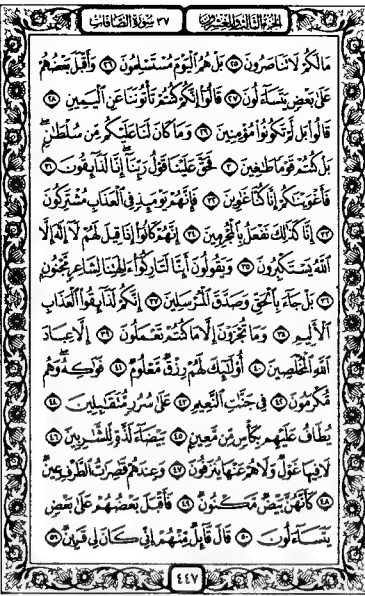 الجزء الثالث والعشرون ٣٧ سورة الصافات
مَالَكُمْ لَا تَنَاصَرُونَ ٢٥ بَلْ هُمُ الْيَوْمَ مُسْتَسْلِمُونَ ٢٦ وَأَقْبَلَ بَعْضُهُمْ
عَلَىٰ بَعْضٍ يَتَسَاءَلُونَ ٢٧ قَالُوا إِنَّكُمْ كُنتُمْ تَأْتُونَنَا عَنِ الْيَمِينِ ٢٨
قَالُوا بَل لَّمْ تَكُونُوا مُؤْمِنِينَ ٢٩ وَمَا كَانَ لَنَا عَلَيْكُم مِّن سُلْطَانٍ
بَلْ كُنتُمْ قَوْمًا طَاغِينَ ٣٠ فَحَقَّ عَلَيْنَا قَوْلُ رَبِّنَا إِنَّا لَذَائِقُونَ ٣١
فَأَغْوَيْنَاكُمْ إِنَّا كُنَّا غَاوِينَ ٣٢ فَإِنَّهُمْ يَوْمَئِذٍ فِي الْعَذَابِ مُشْتَرِكُونَ
٣٣ إِنَّا كَذَٰلِكَ نَفْعَلُ بِالْمُجْرِمِينَ ٣٤ إِنَّهُمْ كَانُوا إِذَا قِيلَ لَهُمْ لَا إِلَٰهَ إِلَّا
اللَّهُ يَسْتَكْبِرُونَ ٣٥ وَيَقُولُونَ أَئِنَّا لَتَارِكُوا آلِهَتِنَا لِشَاعِرٍ مَّجْنُونٍ
٣٦ بَلْ جَاءَ بِالْحَقِّ وَصَدَّقَ الْمُرْسَلِينَ ٣٧ إِنَّكُمْ لَذَائِقُوا الْعَذَابِ
الْأَلِيمِ ٣٨ وَمَا تُجْزَوْنَ إِلَّا مَا كُنتُمْ تَعْمَلُونَ ٣٩ إِلَّا عِبَادَ
اللَّهِ الْمُخْلَصِينَ ٤٠ أُولَٰئِكَ لَهُمْ رِزْقٌ مَّعْلُومٌ ٤١ فَوَاكِهُ وَهُم
مُّكْرَمُونَ ٤٢ فِي جَنَّاتِ النَّعِيمِ ٤٣ عَلَىٰ سُرُرٍ مُّتَقَابِلِينَ ٤٤
يُطَافُ عَلَيْهِم بِكَأْسٍ مِّن مَّعِينٍ ٤٥ بَيْضَاءَ لَذَّةٍ لِّلشَّارِبِينَ ٤٦
لَا فِيهَا غَوْلٌ وَلَا هُمْ عَنْهَا يُنزَفُونَ ٤٧ وَعِندَهُمْ قَاصِرَاتُ الطَّرْفِ عِينٌ
٤٨ كَأَنَّهُنَّ بَيْضٌ مَّكْنُونٌ ٤٩ فَأَقْبَلَ بَعْضُهُمْ عَلَىٰ بَعْضٍ
يَتَسَاءَلُونَ ٥٠ قَالَ قَائِلٌ مِّنْهُمْ إِنِّي كَانَ لِي قَرِينٌ ٥١
٤٤٧